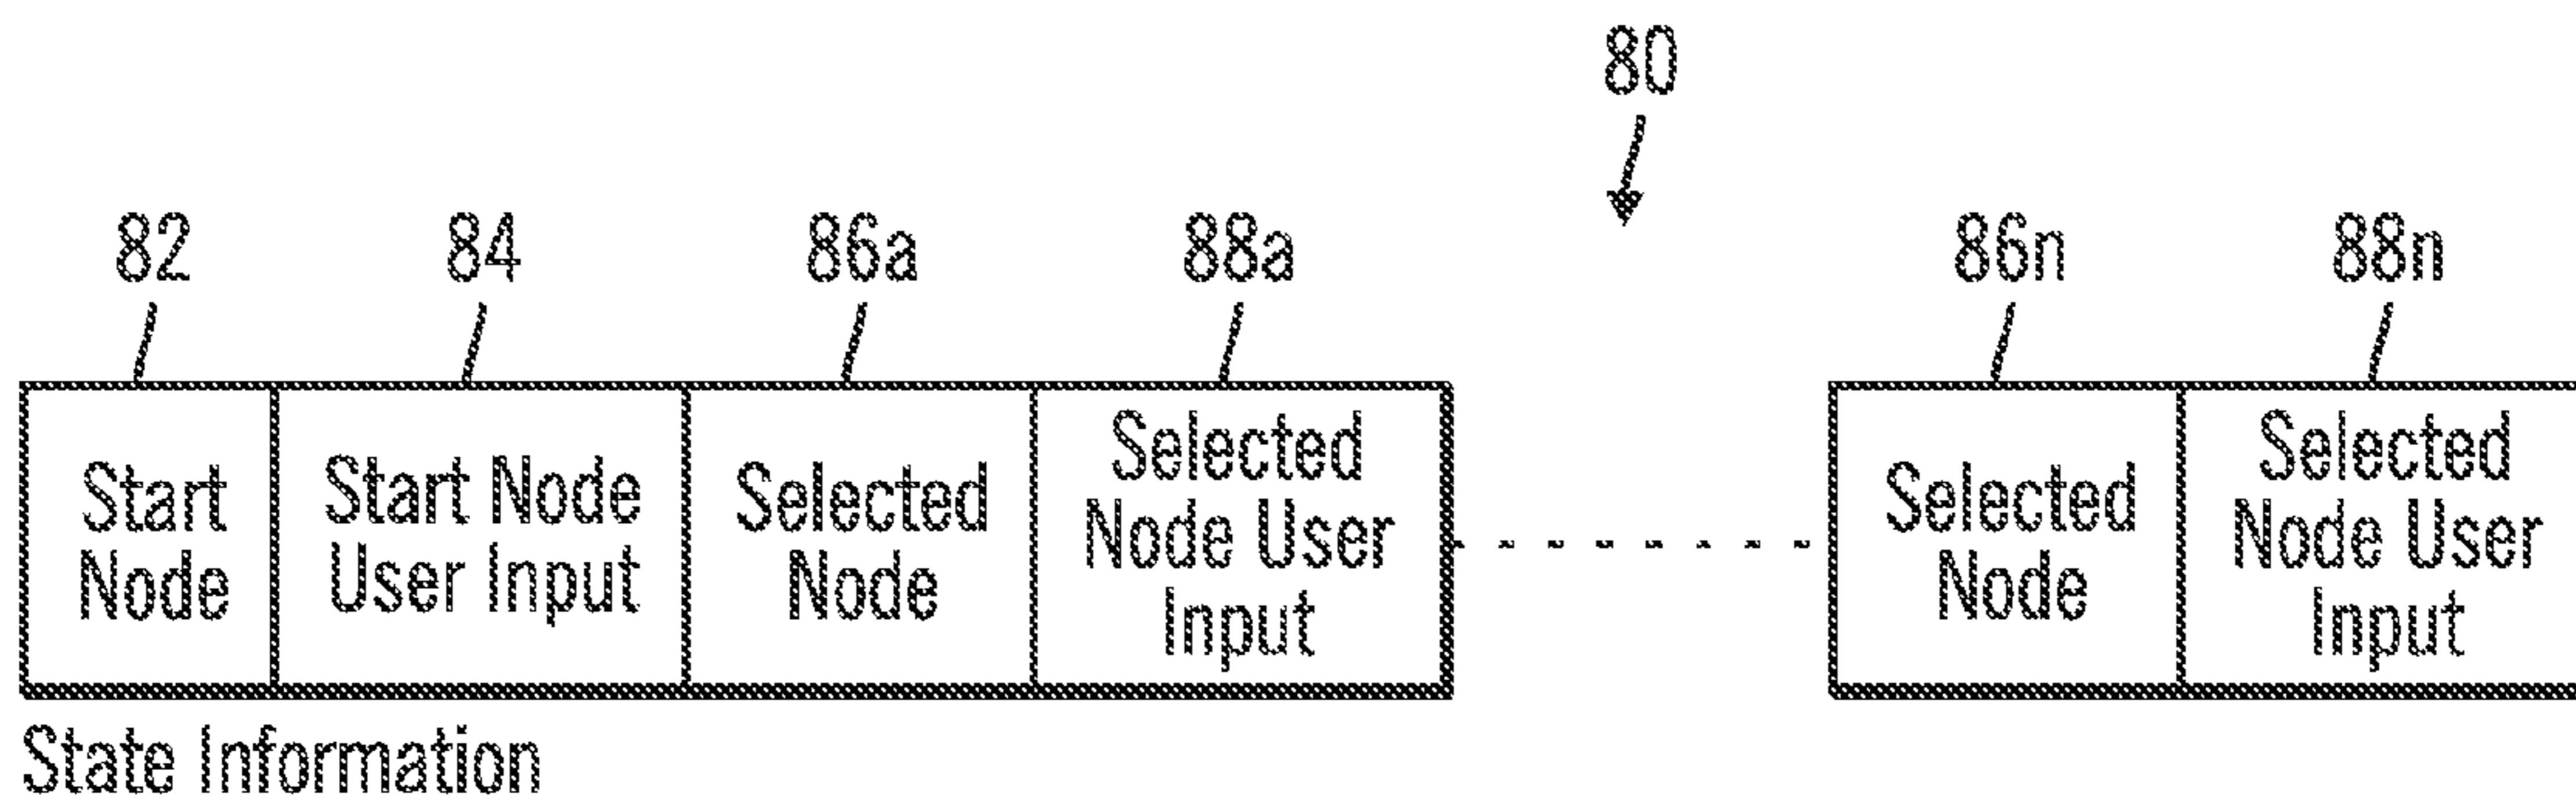 80
82 84 86a 88a 86n 88n
Start
Node
Start Node
User Input
Selected
Node
Selected
Node User
Input
Selected
Node
Selected
Node User
Input
State Information